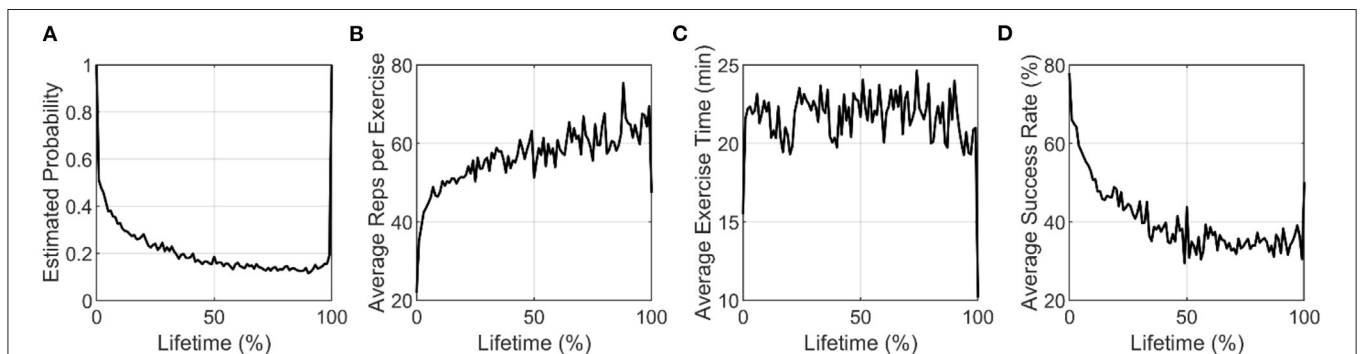 A
Estimated Probability
1
0.8
0.6
0.4
0.2
0
0 50 100
Lifetime (%)
B
Average Reps per Exercise
80
60
40
20
0 50 100
Lifetime (%)
C
Average Exercise Time (min)
25
20
15
10
0 50 100
Lifetime (%)
D
Average Success Rate (%)
80
60
40
20
0 50 100
Lifetime (%)